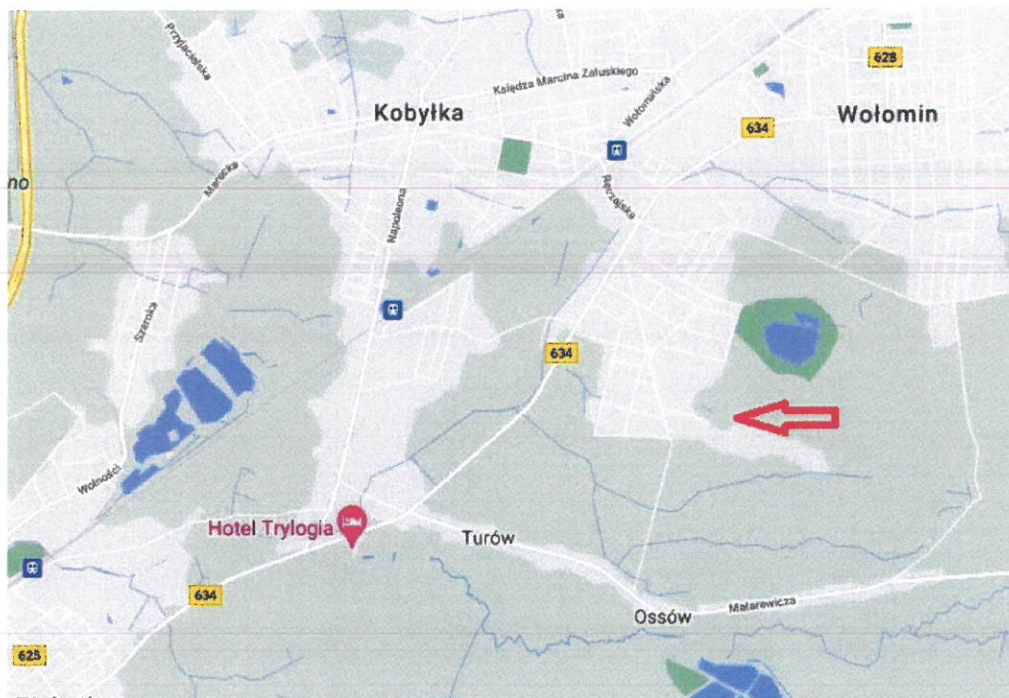 Przyjacielska
628
Księdza Marcina Załuskiego
Kobyłka
Wołomińska
634
Wołomin
no
Marecka
Napoleona
Ręczajska
Szeroka
634
Wolności
Hotel Trylogia
Turów
634
Ossów
Matarewicza
625